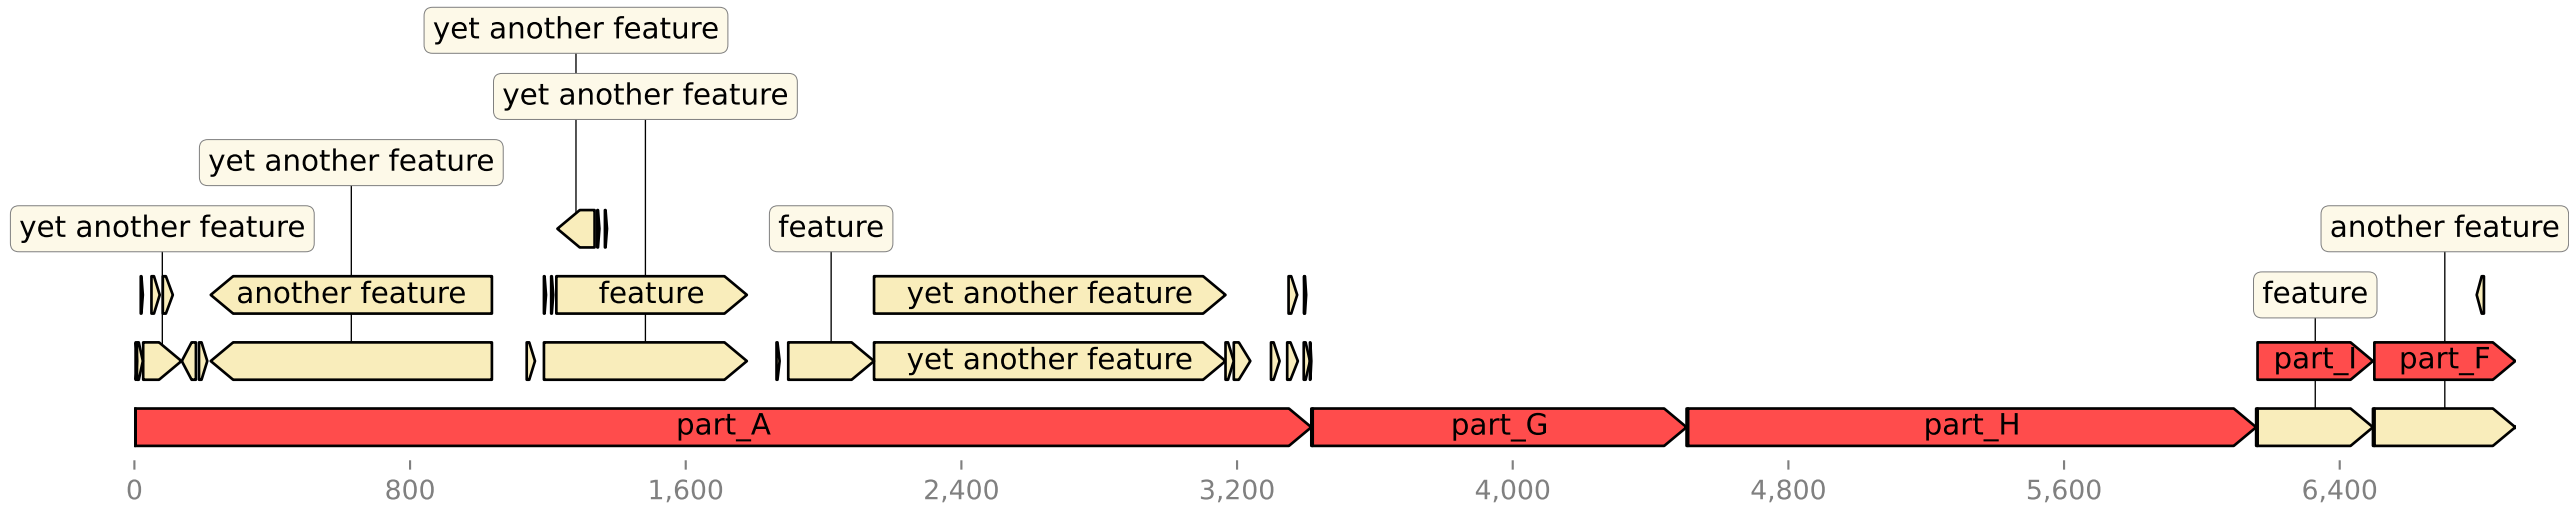 yet another feature
yet another feature
yet another feature
yet another feature
feature
another feature
another feature
feature
yet another feature
feature
yet another feature
part_I
part_F
part_A
part_G
part_H
0
800
1,600
2,400
3,200
4,000
4,800
5,600
6,400